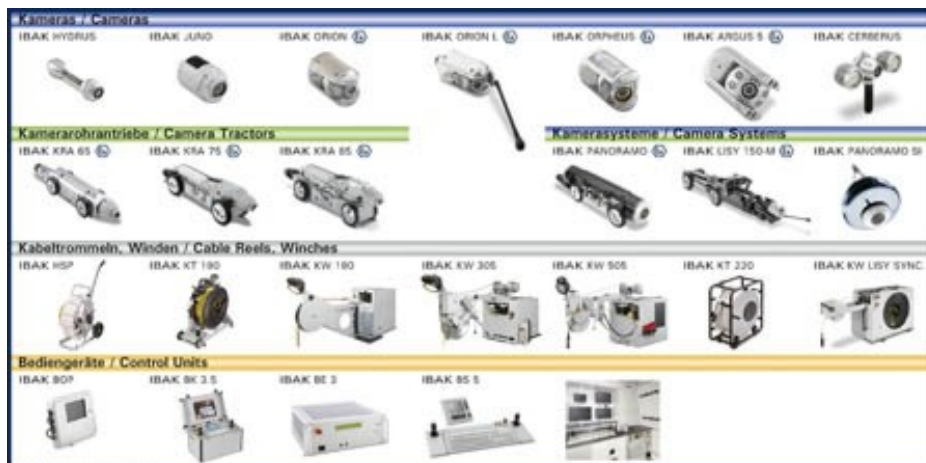 Kameras / Cameras
IBAK HYDRUS
IBAK JUNO
IBAK ORION
IBAK ORION L
IBAK ORPHEUS
IBAK ARGUS 5
IBAK CERBERUS
Kamerarohrantriebe / Camera Tractors
Kamerasysteme / Camera Systems
IBAK KRA 65
IBAK KRA 75
IBAK KRA 85
IBAK PANORAMO
IBAK LISY 150-M
IBAK PANORAMO SI
Kabeltrommeln, Winden / Cable Reels, Winches
IBAK HSP
IBAK KT 180
IBAK KW 180
IBAK KW 305
IBAK KW 505
IBAK KT 220
IBAK KW LISY SYNC.
Bediengeräte / Control Units
IBAK BOP
IBAK BK 3.5
IBAK BE 3
IBAK BS 5